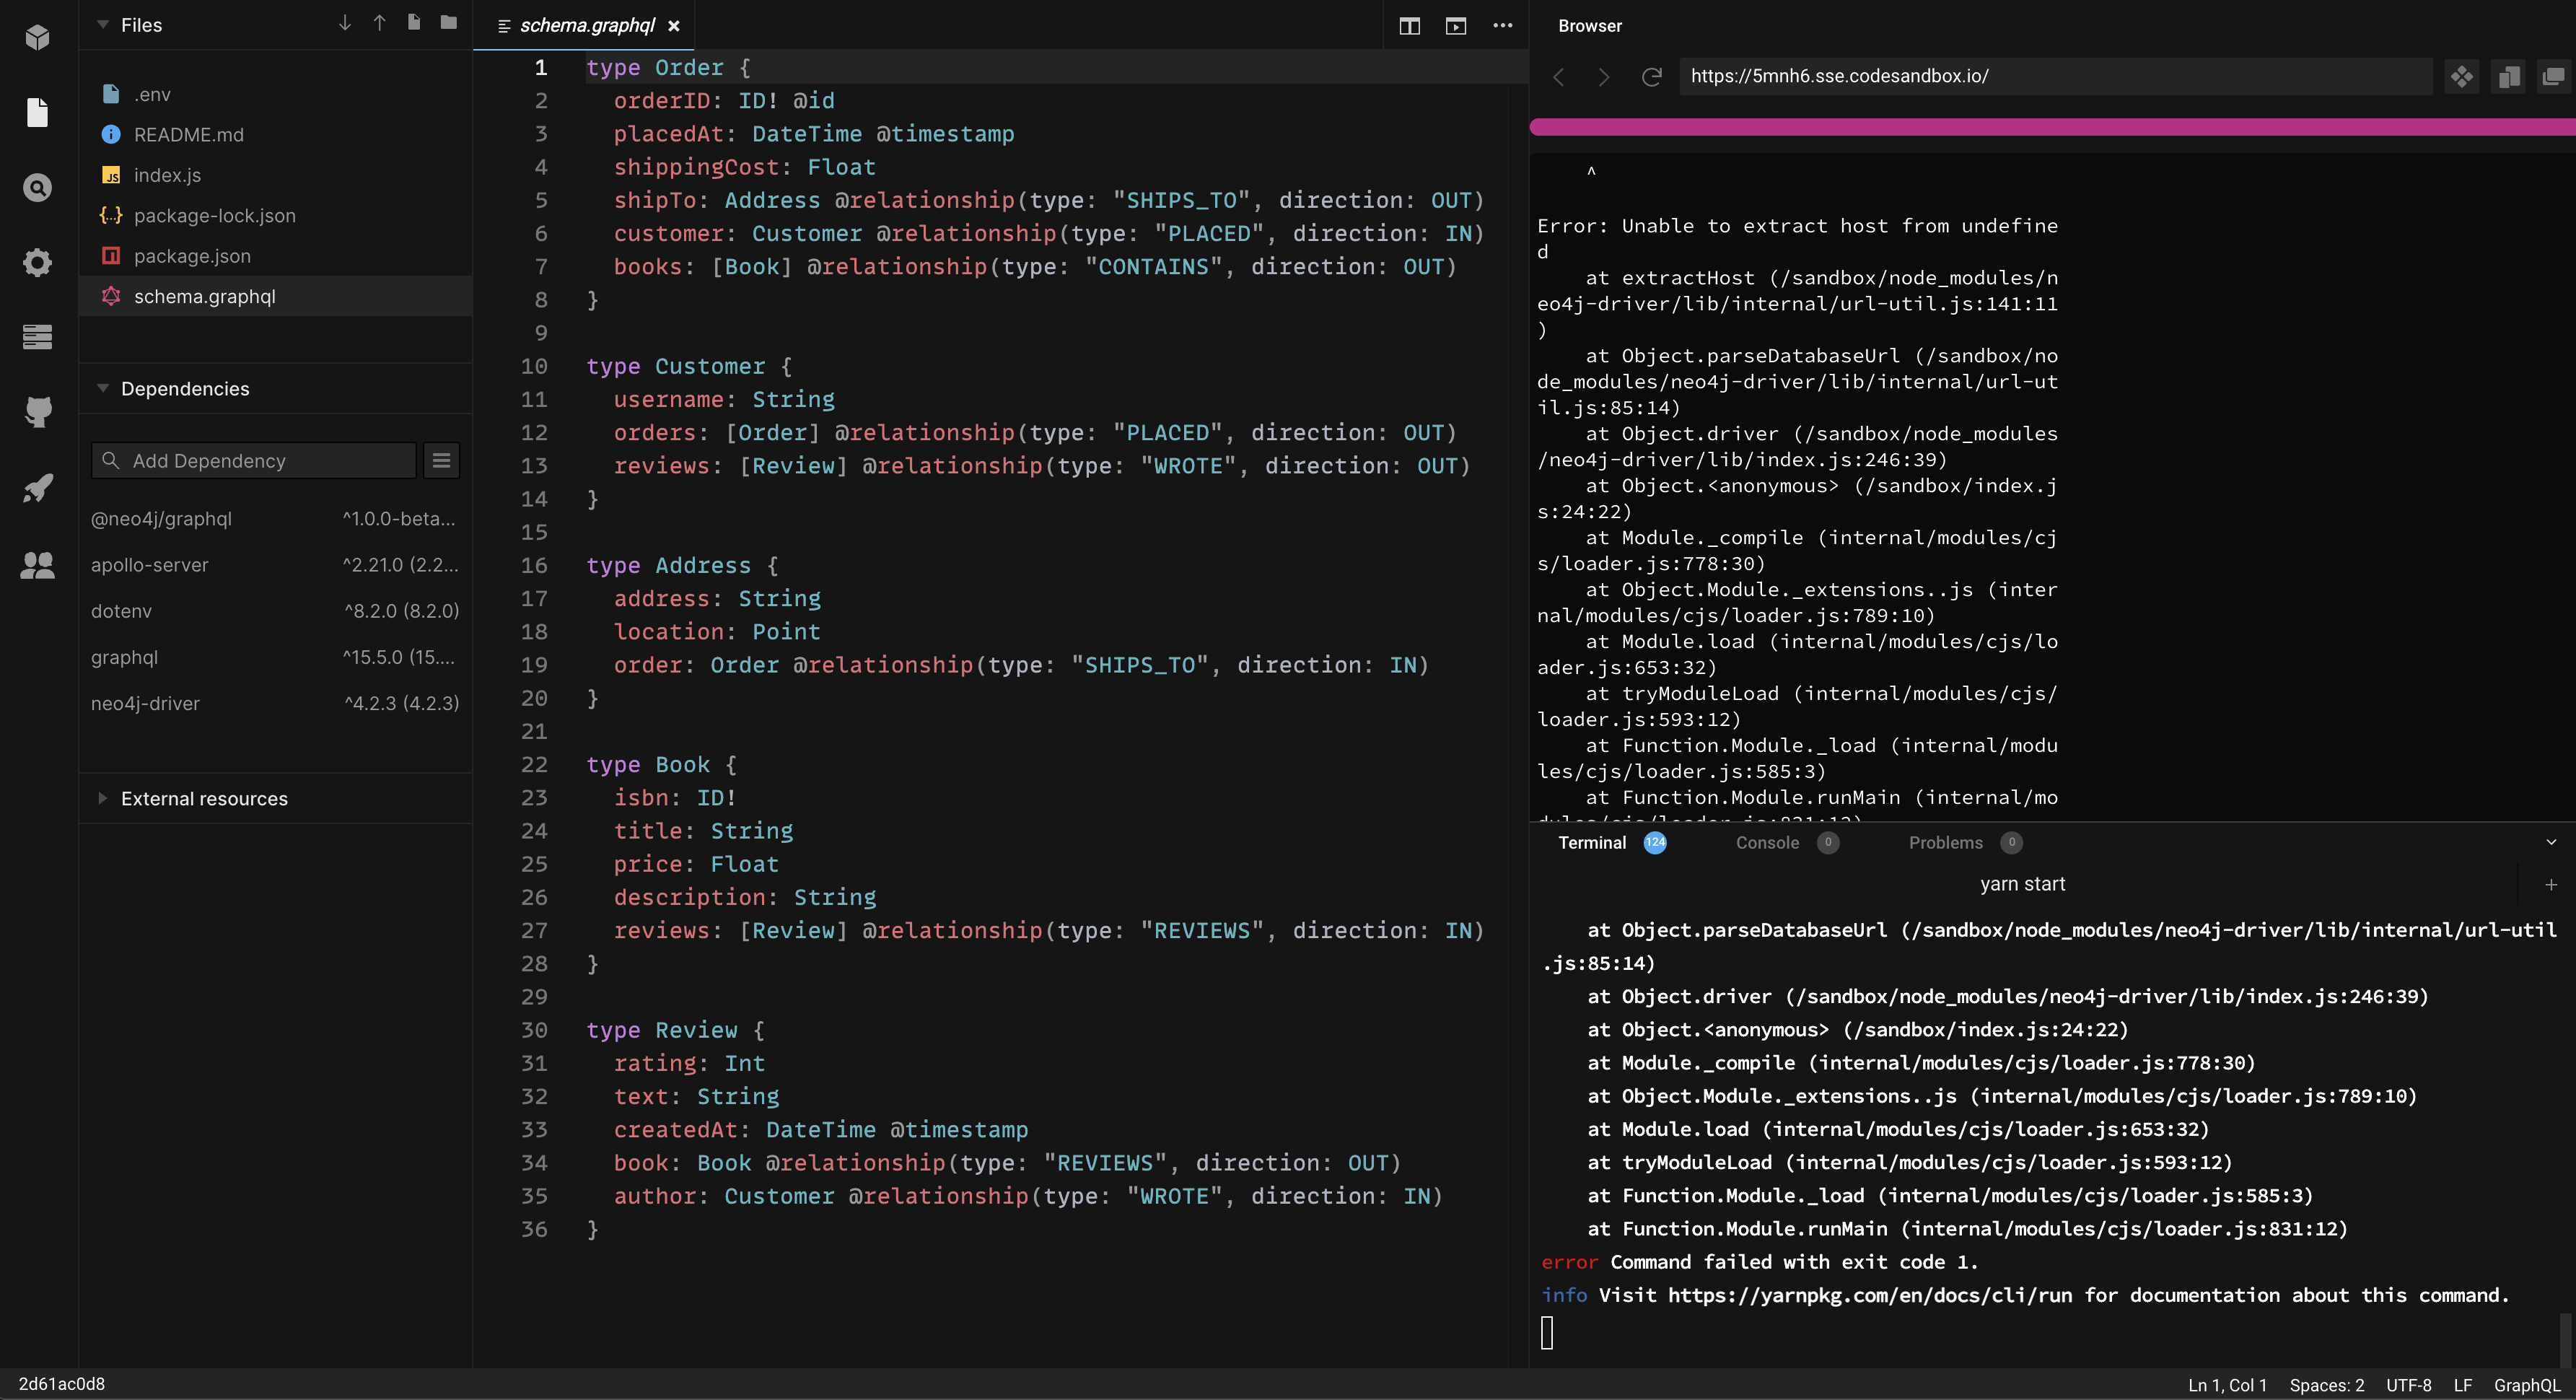 Files
.env
README.md
index.js
package-lock.json
package.json
schema.graphql
Dependencies
Add Dependency
@neo4j/graphql ^1.0.0-beta...
apollo-server ^2.21.0 (2.2...
dotenv ^8.2.0 (8.2.0)
graphql ^15.5.0 (15....
neo4j-driver ^4.2.3 (4.2.3)
External resources
schema.graphql
1 type Order {
2 orderID: ID! @id
3 placedAt: DateTime @timestamp
4 shippingCost: Float
5 shipTo: Address @relationship(type: "SHIPS_TO", direction: OUT)
6 customer: Customer @relationship(type: "PLACED", direction: IN)
7 books: [Book] @relationship(type: "CONTAINS", direction: OUT)
8 }
9
10 type Customer {
11 username: String
12 orders: [Order] @relationship(type: "PLACED", direction: OUT)
13 reviews: [Review] @relationship(type: "WROTE", direction: OUT)
14 }
15
16 type Address {
17 address: String
18 location: Point
19 order: Order @relationship(type: "SHIPS_TO", direction: IN)
20 }
21
22 type Book {
23 isbn: ID!
24 title: String
25 price: Float
26 description: String
27 reviews: [Review] @relationship(type: "REVIEWS", direction: IN)
28 }
29
30 type Review {
31 rating: Int
32 text: String
33 createdAt: DateTime @timestamp
34 book: Book @relationship(type: "REVIEWS", direction: OUT)
35 author: Customer @relationship(type: "WROTE", direction: IN)
36 }
Browser
https://5mnh6.sse.codesandbox.io/
^
Error: Unable to extract host from undefine
d
at extractHost (/sandbox/node_modules/n
eo4j-driver/lib/internal/url-util.js:141:11
)
at Object.parseDatabaseUrl (/sandbox/no
de_modules/neo4j-driver/lib/internal/url-ut
il.js:85:14)
at Object.driver (/sandbox/node_modules
/neo4j-driver/lib/index.js:246:39)
at Object.<anonymous> (/sandbox/index.j
s:24:22)
at Module._compile (internal/modules/cj
s/loader.js:778:30)
at Object.Module._extensions..js (inter
nal/modules/cjs/loader.js:789:10)
at Module.load (internal/modules/cjs/lo
ader.js:653:32)
at tryModuleLoad (internal/modules/cjs/
loader.js:593:12)
at Function.Module._load (internal/modu
les/cjs/loader.js:585:3)
at Function.Module.runMain (internal/mo
dules/cjs/loader.js:831:12)
Terminal 124 Console 0 Problems 0
yarn start
at Object.parseDatabaseUrl (/sandbox/node_modules/neo4j-driver/lib/internal/url-util
.js:85:14)
at Object.driver (/sandbox/node_modules/neo4j-driver/lib/index.js:246:39)
at Object.<anonymous> (/sandbox/index.js:24:22)
at Module._compile (internal/modules/cjs/loader.js:778:30)
at Object.Module._extensions..js (internal/modules/cjs/loader.js:789:10)
at Module.load (internal/modules/cjs/loader.js:653:32)
at tryModuleLoad (internal/modules/cjs/loader.js:593:12)
at Function.Module._load (internal/modules/cjs/loader.js:585:3)
at Function.Module.runMain (internal/modules/cjs/loader.js:831:12)
error Command failed with exit code 1.
info Visit https://yarnpkg.com/en/docs/cli/run for documentation about this command.
2d61ac0d8
Ln 1, Col 1 Spaces: 2 UTF-8 LF GraphQL